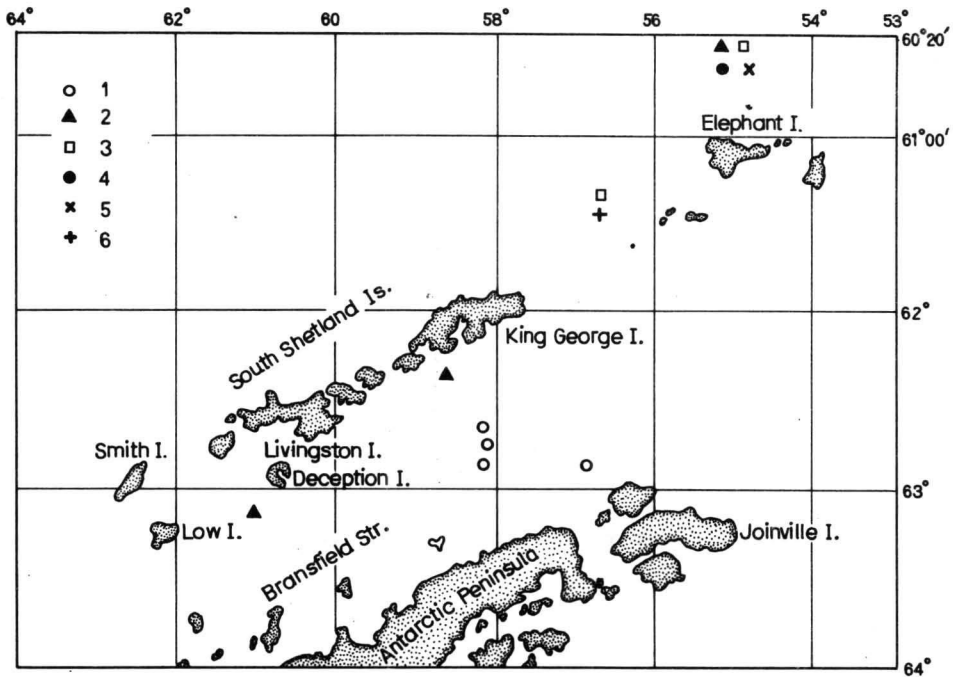 64° 62° 60° 58° 56° 54° 53°
60°20'
1
2
3
4
5
6
Elephant I.
61°00'
South Shetland Is.
62°
King George I.
Smith I.
Livingston I.
Deception I.
63°
Low I.
Bransfield Str.
Joinville I.
Antarctic Peninsula
64°